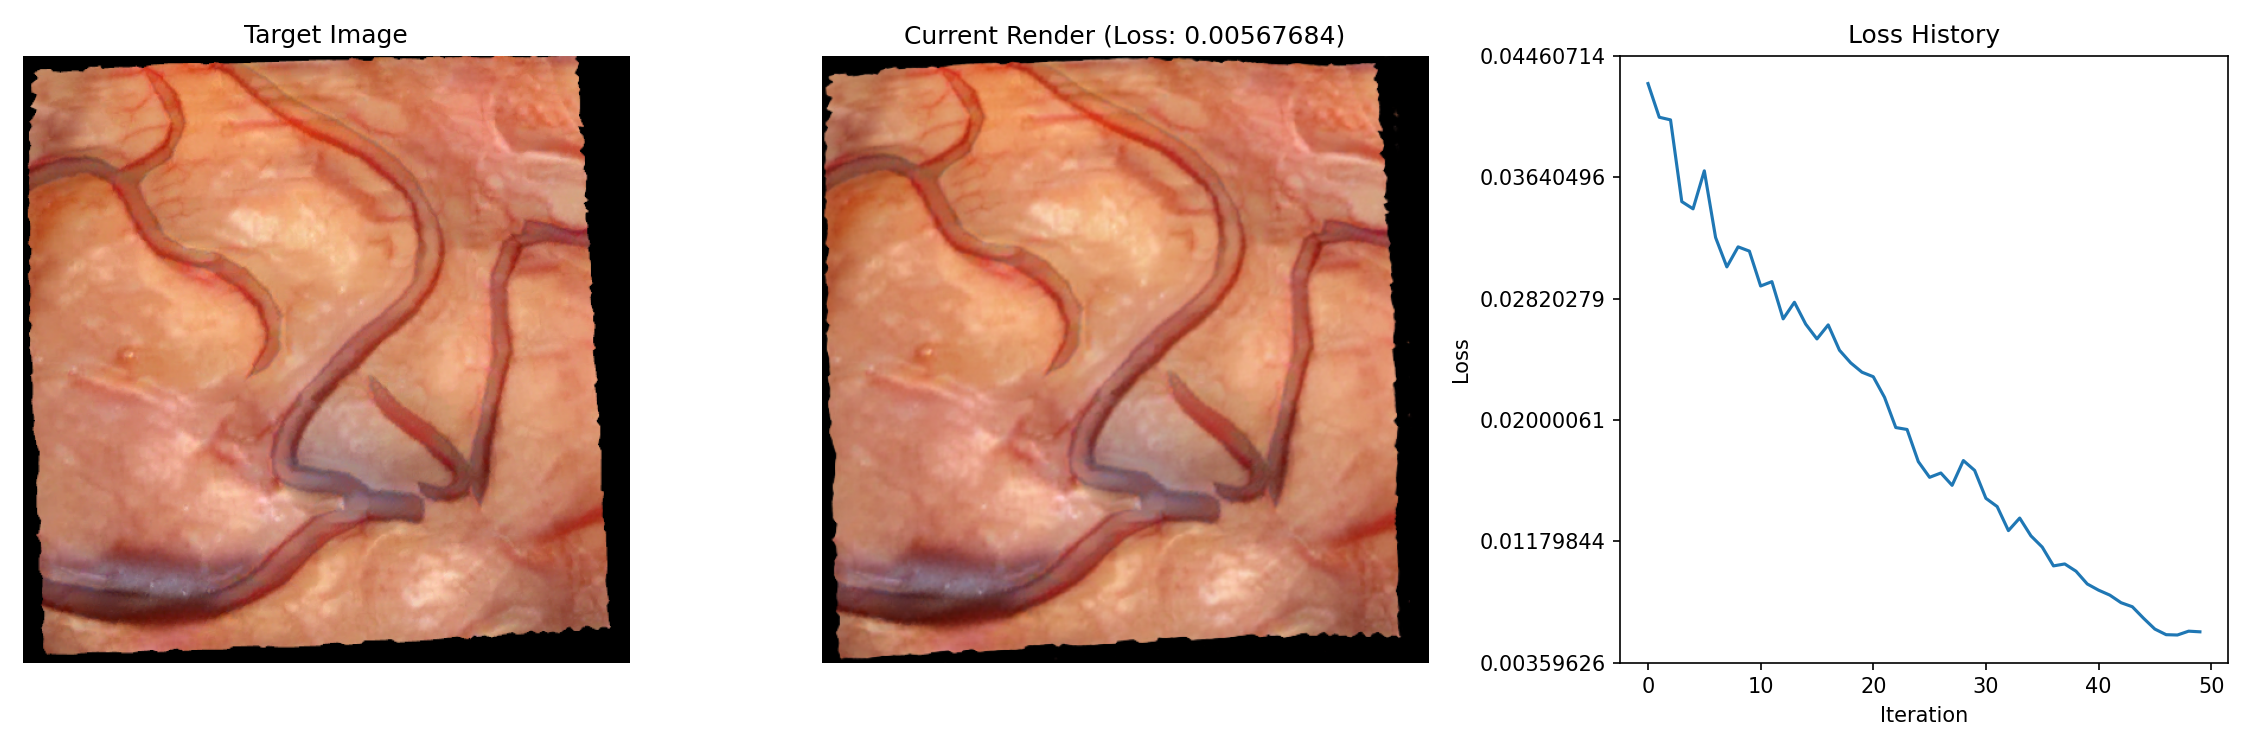 Target Image
Current Render (Loss: 0.00567684)
Loss History
0.04460714
0.03640496
0.02820279
0.02000061
0.01179844
0.00359626
Loss
0
10
20
30
40
50
Iteration